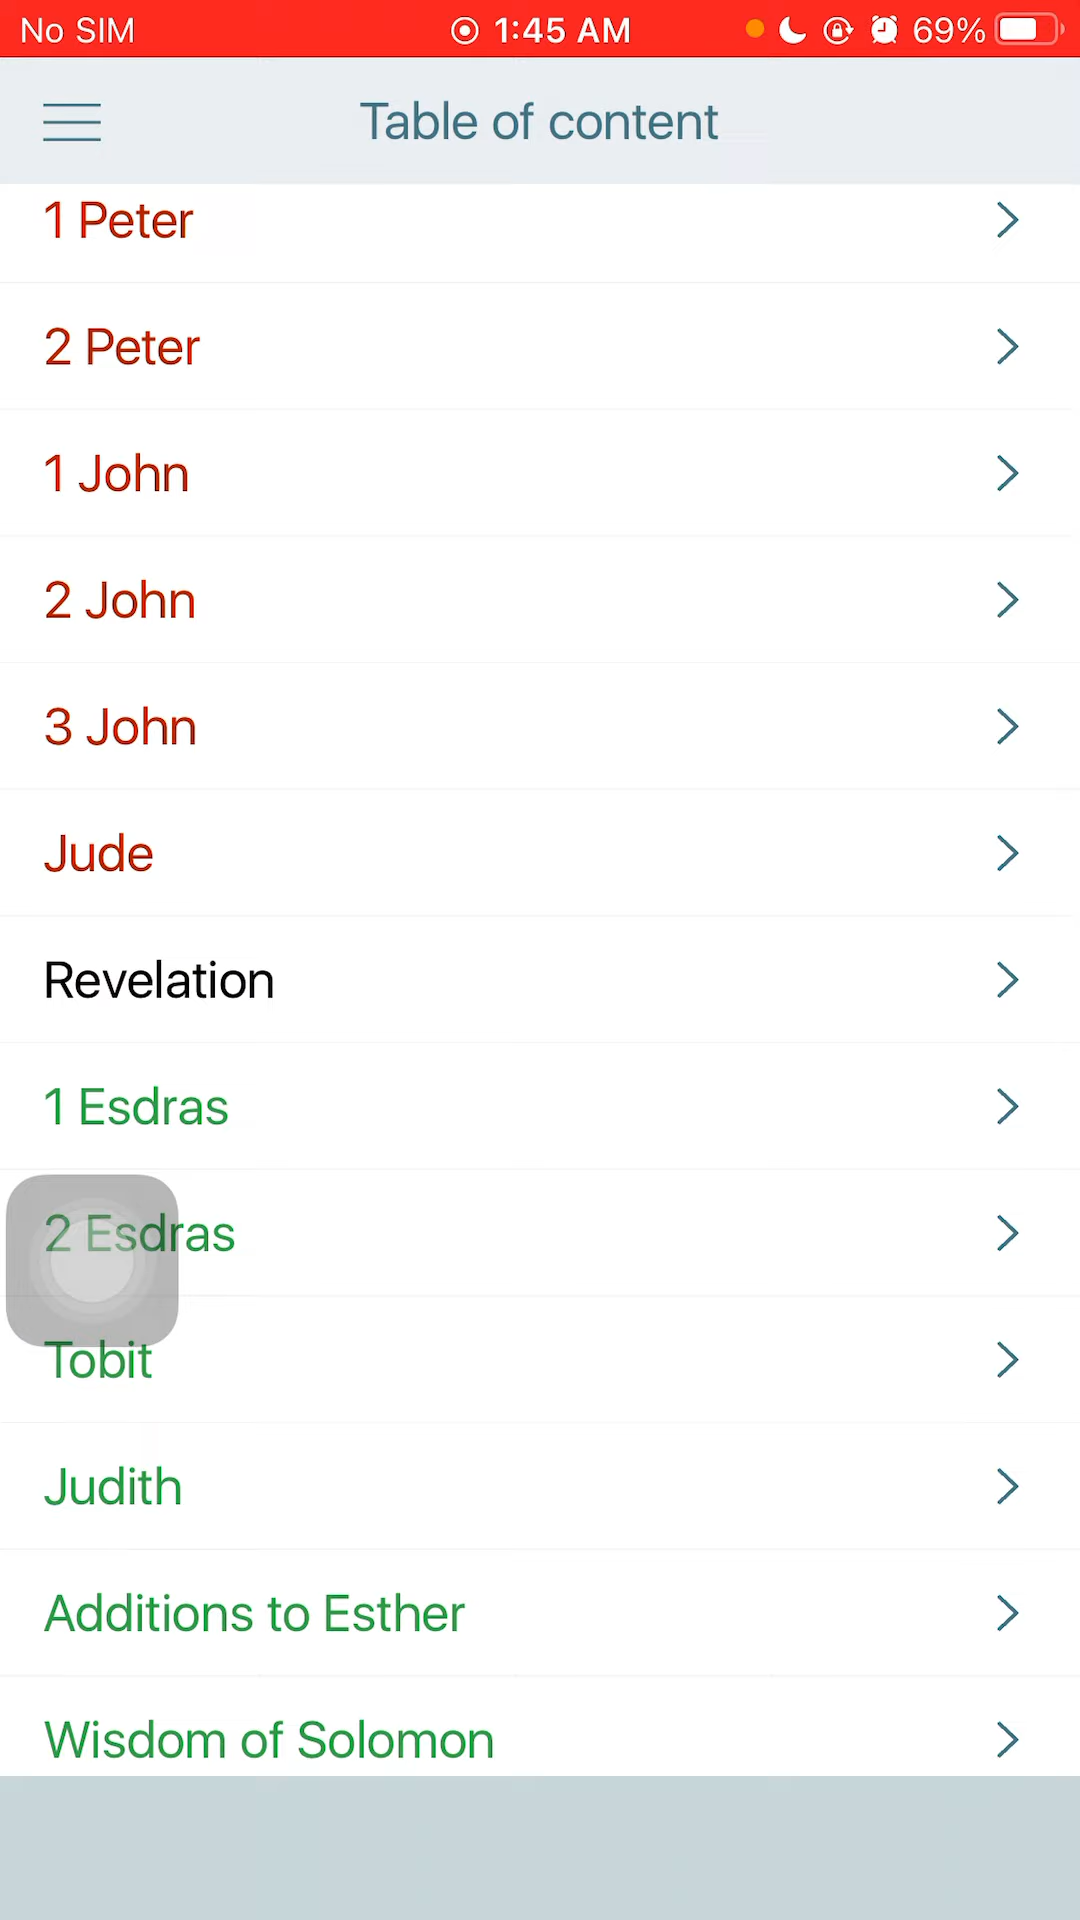 No SIM 1:45 AM 69%
Table of content
1 Peter
2 Peter
1 John
2 John
3 John
Jude
Revelation
1 Esdras
2 Esdras
Tobit
Judith
Additions to Esther
Wisdom of Solomon